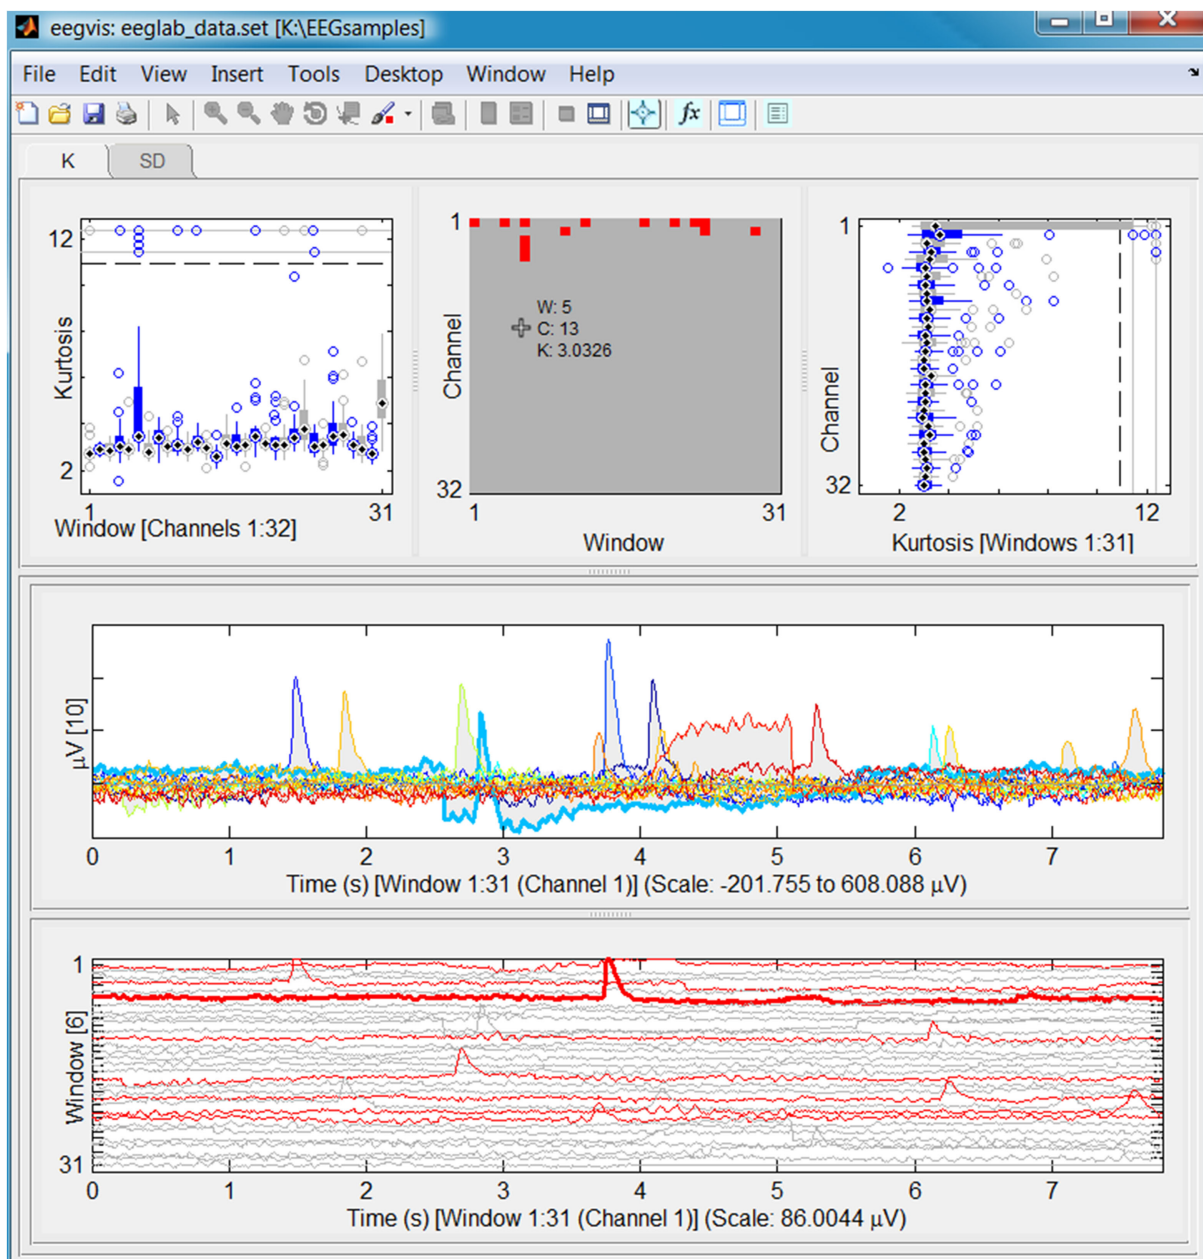 eegvis: eeglab_data.set [K:\EEGsamples]
File Edit View Insert Tools Desktop Window Help
fx
K SD
12
Kurtosis
2
1 31
Window [Channels 1:32]
1
Channel
W: 5
C: 13
K: 3.0326
32
1 31
Window
1
Channel
32
2 12
Kurtosis [Windows 1:31]
µV [10]
0 1 2 3 4 5 6 7
Time (s) [Window 1:31 (Channel 1)] (Scale: -201.755 to 608.088 µV)
1
Window [6]
31
0 1 2 3 4 5 6 7
Time (s) [Window 1:31 (Channel 1)] (Scale: 86.0044 µV)